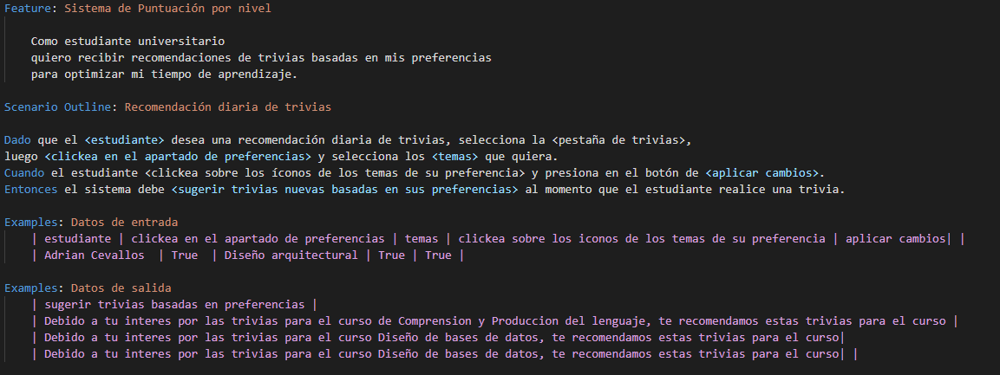 Feature: Sistema de Puntuación por nivel
Como estudiante universitario
quiero recibir recomendaciones de trivias basadas en mis preferencias
para optimizar mi tiempo de aprendizaje.
Scenario Outline: Recomendación diaria de trivias
Dado que el <estudiante> desea una recomendación diaria de trivias, selecciona la <pestaña de trivias>,
luego <clickea en el apartado de preferencias> y selecciona los <temas> que quiera.
Cuando el estudiante <clickea sobre los íconos de los temas de su preferencia> y presiona en el botón de <aplicar cambios>.
Entonces el sistema debe <sugerir trivias nuevas basadas en sus preferencias> al momento que el estudiante realice una trivia.
Examples: Datos de entrada
| estudiante | clickea en el apartado de preferencias | temas | clickea sobre los iconos de los temas de su preferencia | aplicar cambios| |
| Adrian Cevallos  | True  | Diseño arquitectural | True | True |
Examples: Datos de salida
| sugerir trivias basadas en preferencias |
| Debido a tu interes por las trivias para el curso de Comprension y Produccion del lenguaje, te recomendamos estas trivias para el curso |
| Debido a tu interes por las trivias para el curso Diseño de bases de datos, te recomendamos estas trivias para el curso|
| Debido a tu interes por las trivias para el curso Diseño de bases de datos, te recomendamos estas trivias para el curso| |